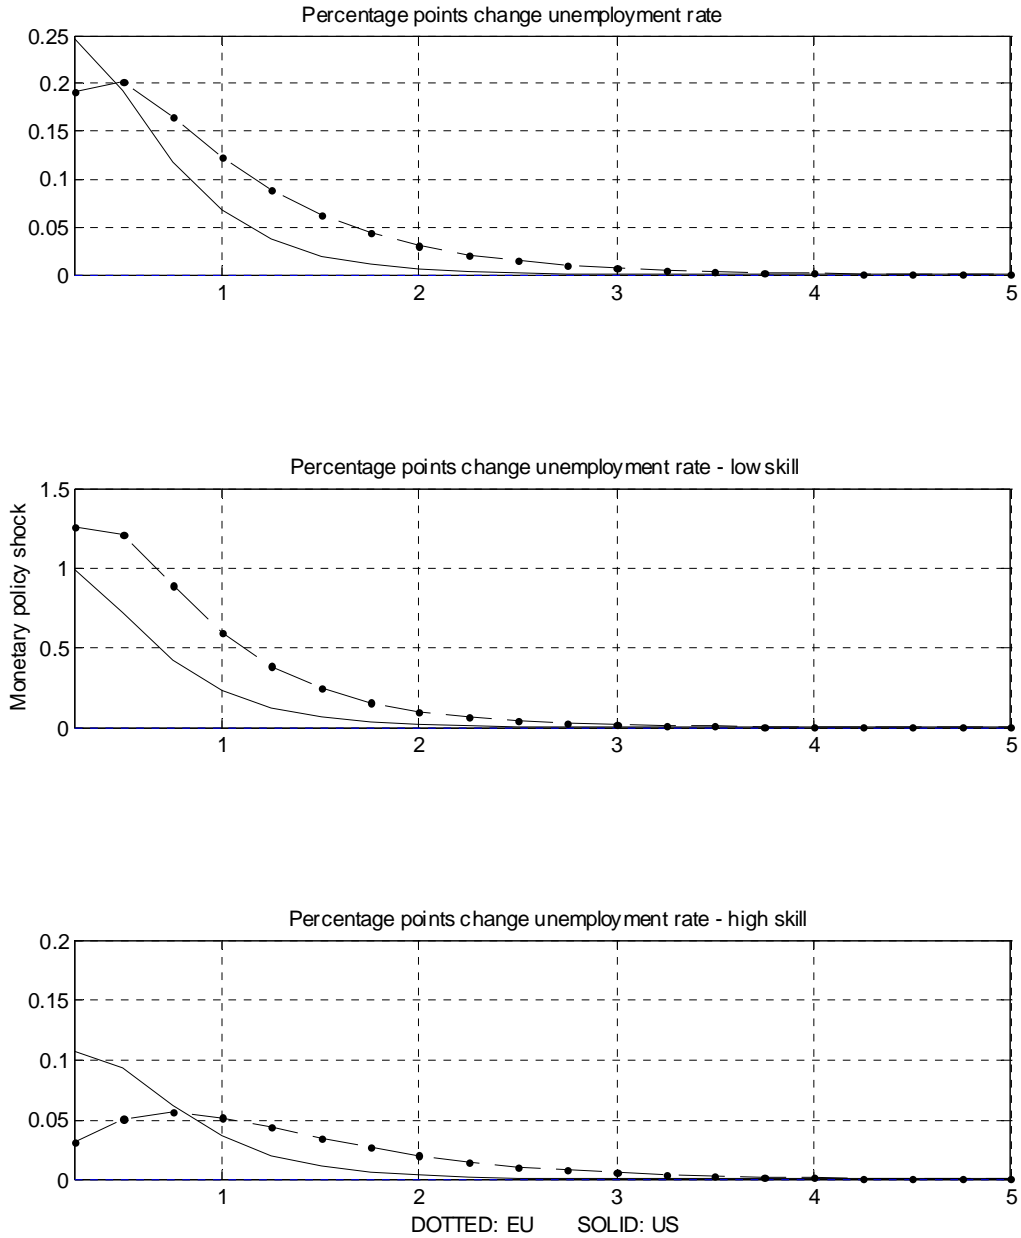 Percentage points change unemployment rate
0.25
0.2
0.15
0.1
0.05
0
1 2 3 4 5
Percentage points change unemployment rate - low skill
Monetary policy shock
1.5
1
0.5
0
1 2 3 4 5
Percentage points change unemployment rate - high skill
0.2
0.15
0.1
0.05
0
1 2 3 4 5
DOTTED: EU SOLID: US